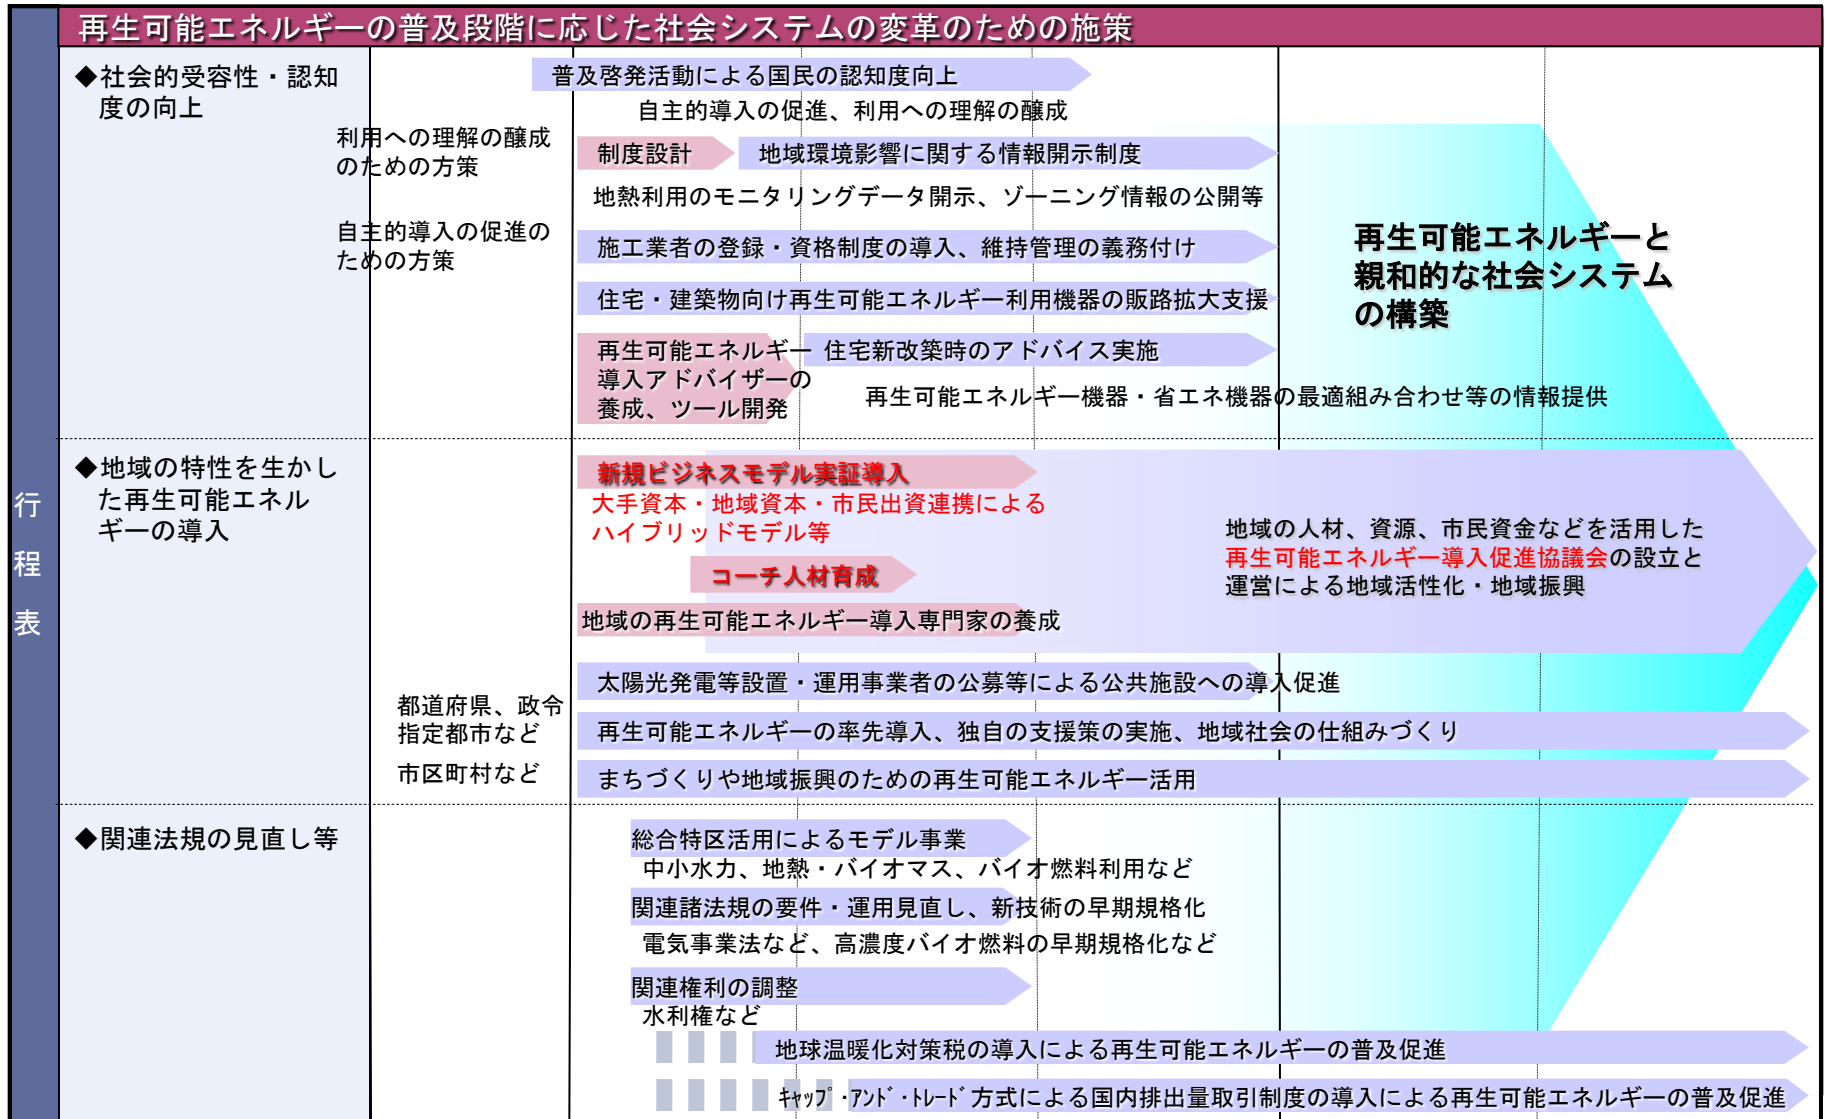 再生可能エネルギーの普及段階に応じた社会システムの変革のための施策
行
程
表
◆社会的受容性・認知
度の向上
普及啓発活動による国民の認知度向上
自主的導入の促進、利用への理解の醸成
利用への理解の醸成
のための方策
制度設計
地域環境影響に関する情報開示制度
地熱利用のモニタリングデータ開示、ゾーニング情報の公開等
自主的導入の促進の
ための方策
施工業者の登録・資格制度の導入、維持管理の義務付け
住宅・建築物向け再生可能エネルギー利用機器の販路拡大支援
再生可能エネルギー
導入アドバイザーの
養成、ツール開発
住宅新改築時のアドバイス実施
再生可能エネルギー機器・省エネ機器の最適組み合わせ等の情報提供
再生可能エネルギーと
親和的な社会システム
の構築
◆地域の特性を生かし
た再生可能エネル
ギーの導入
新規ビジネスモデル実証導入
大手資本・地域資本・市民出資連携による
ハイブリッドモデル等
コーチ人材育成
地域の再生可能エネルギー導入専門家の養成
地域の人材、資源、市民資金などを活用した
再生可能エネルギー導入促進協議会の設立と
運営による地域活性化・地域振興
太陽光発電等設置・運用事業者の公募等による公共施設への導入促進
都道府県、政令
指定都市など
再生可能エネルギーの率先導入、独自の支援策の実施、地域社会の仕組みづくり
市区町村など
まちづくりや地域振興のための再生可能エネルギー活用
◆関連法規の見直し等
総合特区活用によるモデル事業
中小水力、地熱・バイオマス、バイオ燃料利用など
関連諸法規の要件・運用見直し、新技術の早期規格化
電気事業法など、高濃度バイオ燃料の早期規格化など
関連権利の調整
水利権など
地球温暖化対策税の導入による再生可能エネルギーの普及促進
ｷｬｯﾌﾟ･ｱﾝﾄﾞ･ﾄﾚｰﾄﾞ方式による国内排出量取引制度の導入による再生可能エネルギーの普及促進